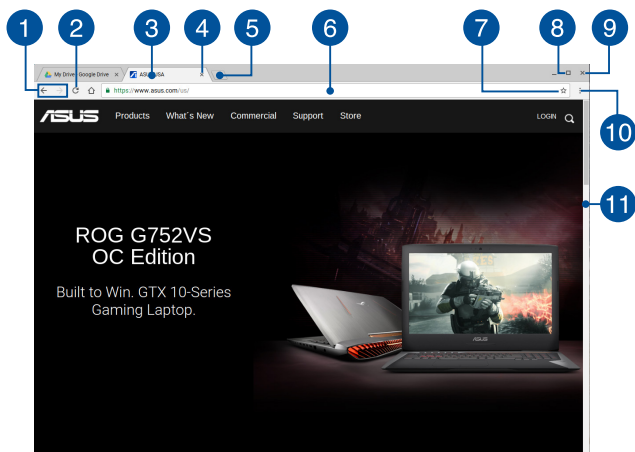 1 2 3 4 5 6 7 8 9
My Drive - Google Drive
https://www.asus.com/us/
10
ASUS Products What´s New Commercial Support Store LOGIN
11
ROG G752VS
OC Edition
Built to Win. GTX 10-Series
Gaming Laptop.
ASUS